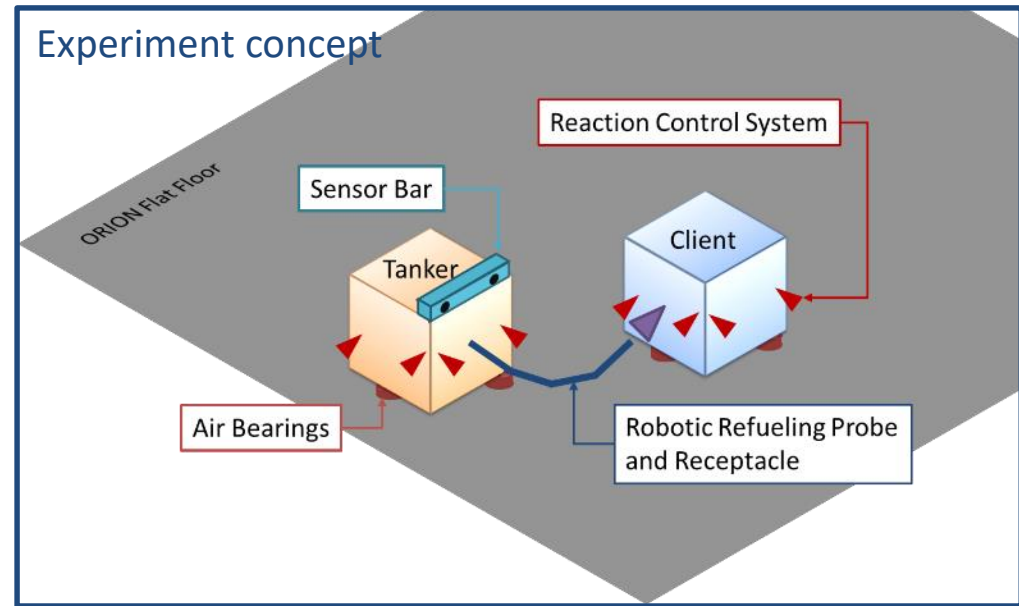 Experiment concept
Reaction Control System
ORION Flat Floor
Sensor Bar
Client
Tanker
Air Bearings
Robotic Refueling Probe
and Receptacle